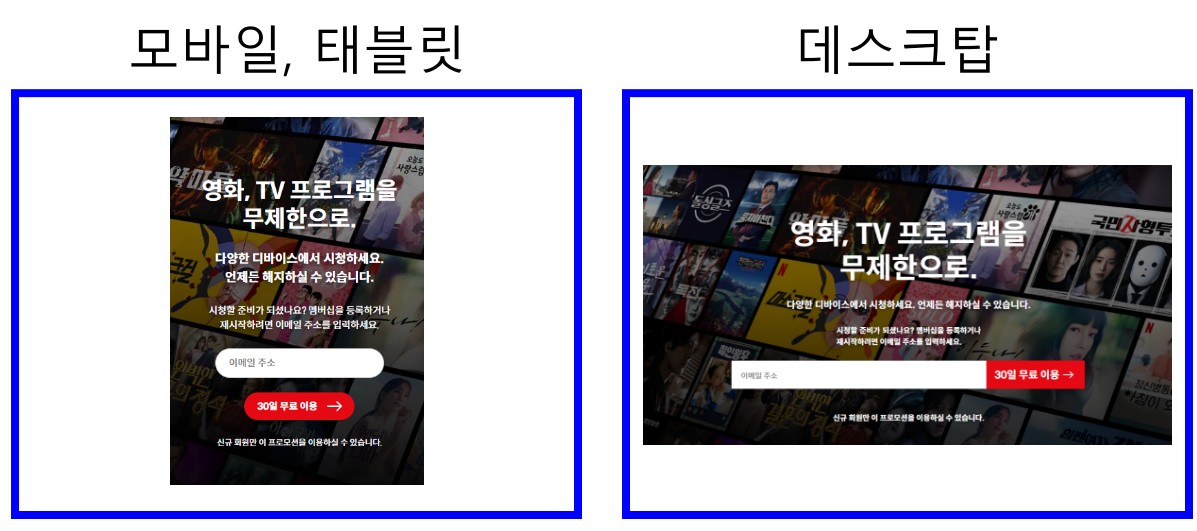 모바일, 태블릿
영화, TV 프로그램을
무제한으로.
다양한 디바이스에서 시청하세요.
언제든 해지하실 수 있습니다.
시청할 준비가 되셨나요? 멤버십을 등록하거나
재시작하려면 이메일 주소를 입력하세요.
이메일 주소
30일 무료 이용 →
신규 회원만 이 프로모션을 이용하실 수 있습니다.
데스크탑
돌싱글즈
국민사형투
영화, TV 프로그램을
무제한으로.
다양한 디바이스에서 시청하세요. 언제든 해지하실 수 있습니다.
시청할 준비가 되셨나요? 멤버십을 등록하거나
재시작하려면 이메일 주소를 입력하세요.
이메일 주소
30일 무료 이용 →
신규 회원만 이 프로모션을 이용하실 수 있습니다.